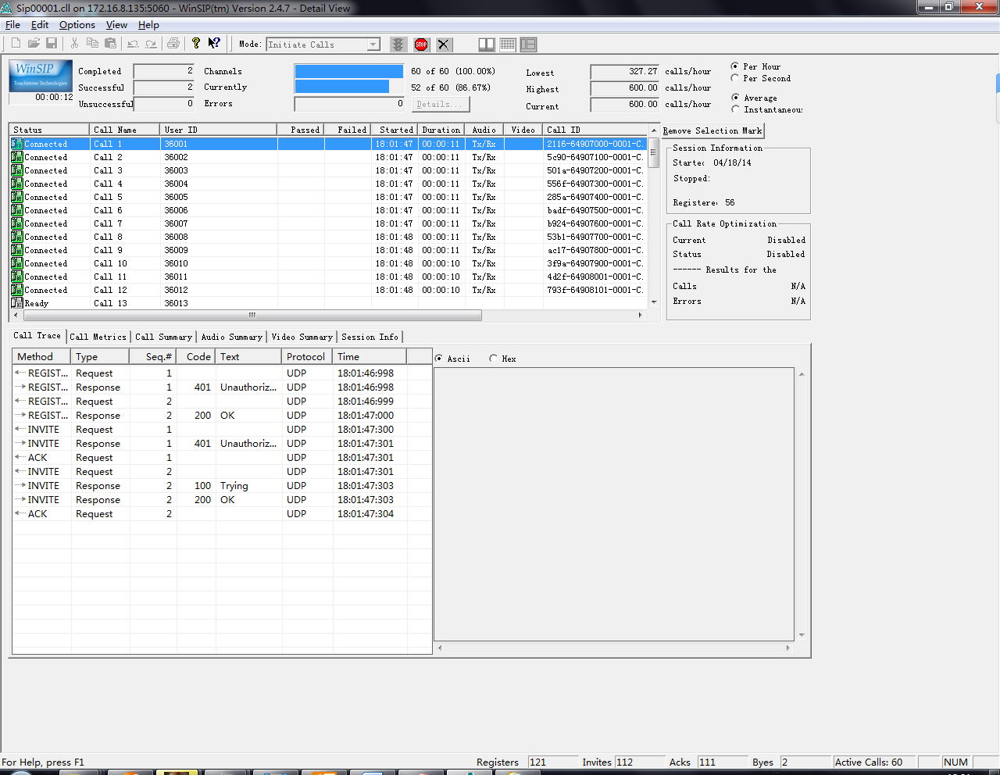 Sip00001.cll on 172.16.8.135:5060 - WinSIP(tm) Version 2.4.7 - Detail View
File Edit Options View Help
Mode: Initiate Calls
STOP
WinSIP
Touchstone Technologies
00:00:12
Completed 2
Successful 2
Unsuccessful 0
Channels 60 of 60 (100.00%)
Currently 52 of 60 (86.67%)
Errors 0 Details...
Lowest 327.27 calls/hour
Highest 600.00 calls/hour
Current 600.00 calls/hour
Per Hour
Per Second
Average
Instantaneou
Status Call Name User ID Passed Failed Started Duration Audio Video Call ID
Connected Call 1 36001 18:01:47 00:00:11 Tx/Rx 2116-64907000-0001-C.
Connected Call 2 36002 18:01:47 00:00:11 Tx/Rx 5c90-64907100-0001-C.
Connected Call 3 36003 18:01:47 00:00:11 Tx/Rx 501a-64907200-0001-C.
Connected Call 4 36004 18:01:47 00:00:11 Tx/Rx 556f-64907300-0001-C.
Connected Call 5 36005 18:01:47 00:00:11 Tx/Rx 285a-64907400-0001-C.
Connected Call 6 36006 18:01:47 00:00:11 Tx/Rx badf-64907500-0001-C.
Connected Call 7 36007 18:01:47 00:00:11 Tx/Rx b924-64907600-0001-C.
Connected Call 8 36008 18:01:48 00:00:11 Tx/Rx 53b1-64907700-0001-C.
Connected Call 9 36009 18:01:48 00:00:11 Tx/Rx ac17-64907800-0001-C.
Connected Call 10 36010 18:01:48 00:00:10 Tx/Rx 3f9a-64907900-0001-C.
Connected Call 11 36011 18:01:48 00:00:10 Tx/Rx 4d2f-64908001-0001-C.
Connected Call 12 36012 18:01:48 00:00:10 Tx/Rx 793f-64908101-0001-C.
Ready Call 13 36013
Remove Selection Mark
Session Information
Starte 04/18/14
Stopped:
Registere 56
Call Rate Optimization
Current Disabled
Status Disabled
------ Results for the
Calls N/A
Errors N/A
Call Trace Call Metrics Call Summary Audio Summary Video Summary Session Info
Method Type Seq.# Code Text Protocol Time
REGIST... Request 1 UDP 18:01:46:998
REGIST... Response 1 401 Unauthoriz... UDP 18:01:46:998
REGIST... Request 2 UDP 18:01:46:999
REGIST... Response 2 200 OK UDP 18:01:47:000
INVITE Request 1 UDP 18:01:47:300
INVITE Response 1 401 Unauthoriz... UDP 18:01:47:301
ACK Request 1 UDP 18:01:47:301
INVITE Request 2 UDP 18:01:47:301
INVITE Response 2 100 Trying UDP 18:01:47:303
INVITE Response 2 200 OK UDP 18:01:47:303
ACK Request 2 UDP 18:01:47:304
Ascii Hex
For Help, press F1 Registers 121 Invites 112 Acks 111 Byes 2 Active Calls: 60 NUM